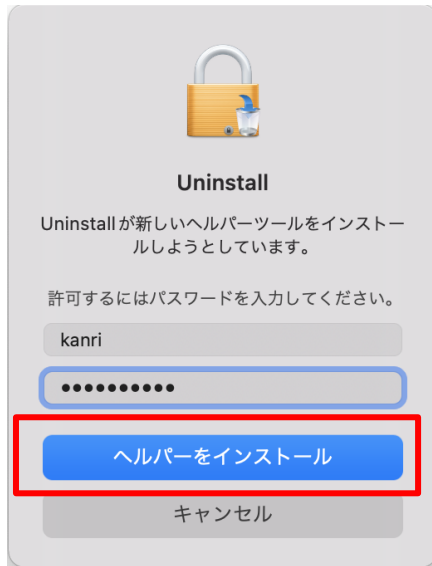 Uninstall
Uninstallが新しいヘルパーツールをインストー
ルしようとしています。
許可するにはパスワードを入力してください。
kanri
••••••••••
ヘルパーをインストール
キャンセル